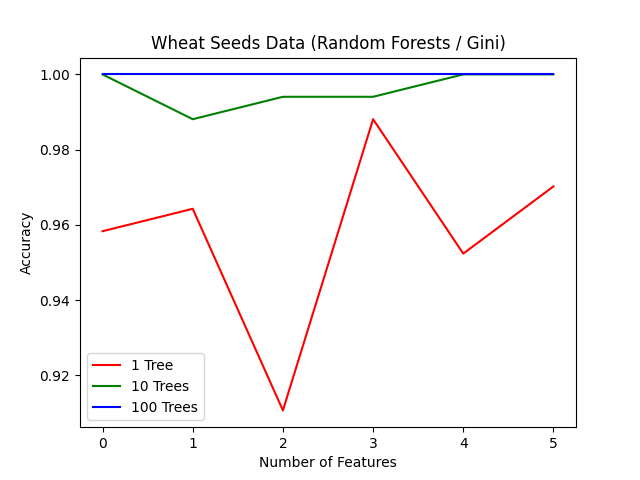 Wheat Seeds Data (Random Forests / Gini)
1.00
0.98
0.96
0.94
0.92
Accuracy
1 Tree
10 Trees
100 Trees
0 1 2 3 4 5
Number of Features